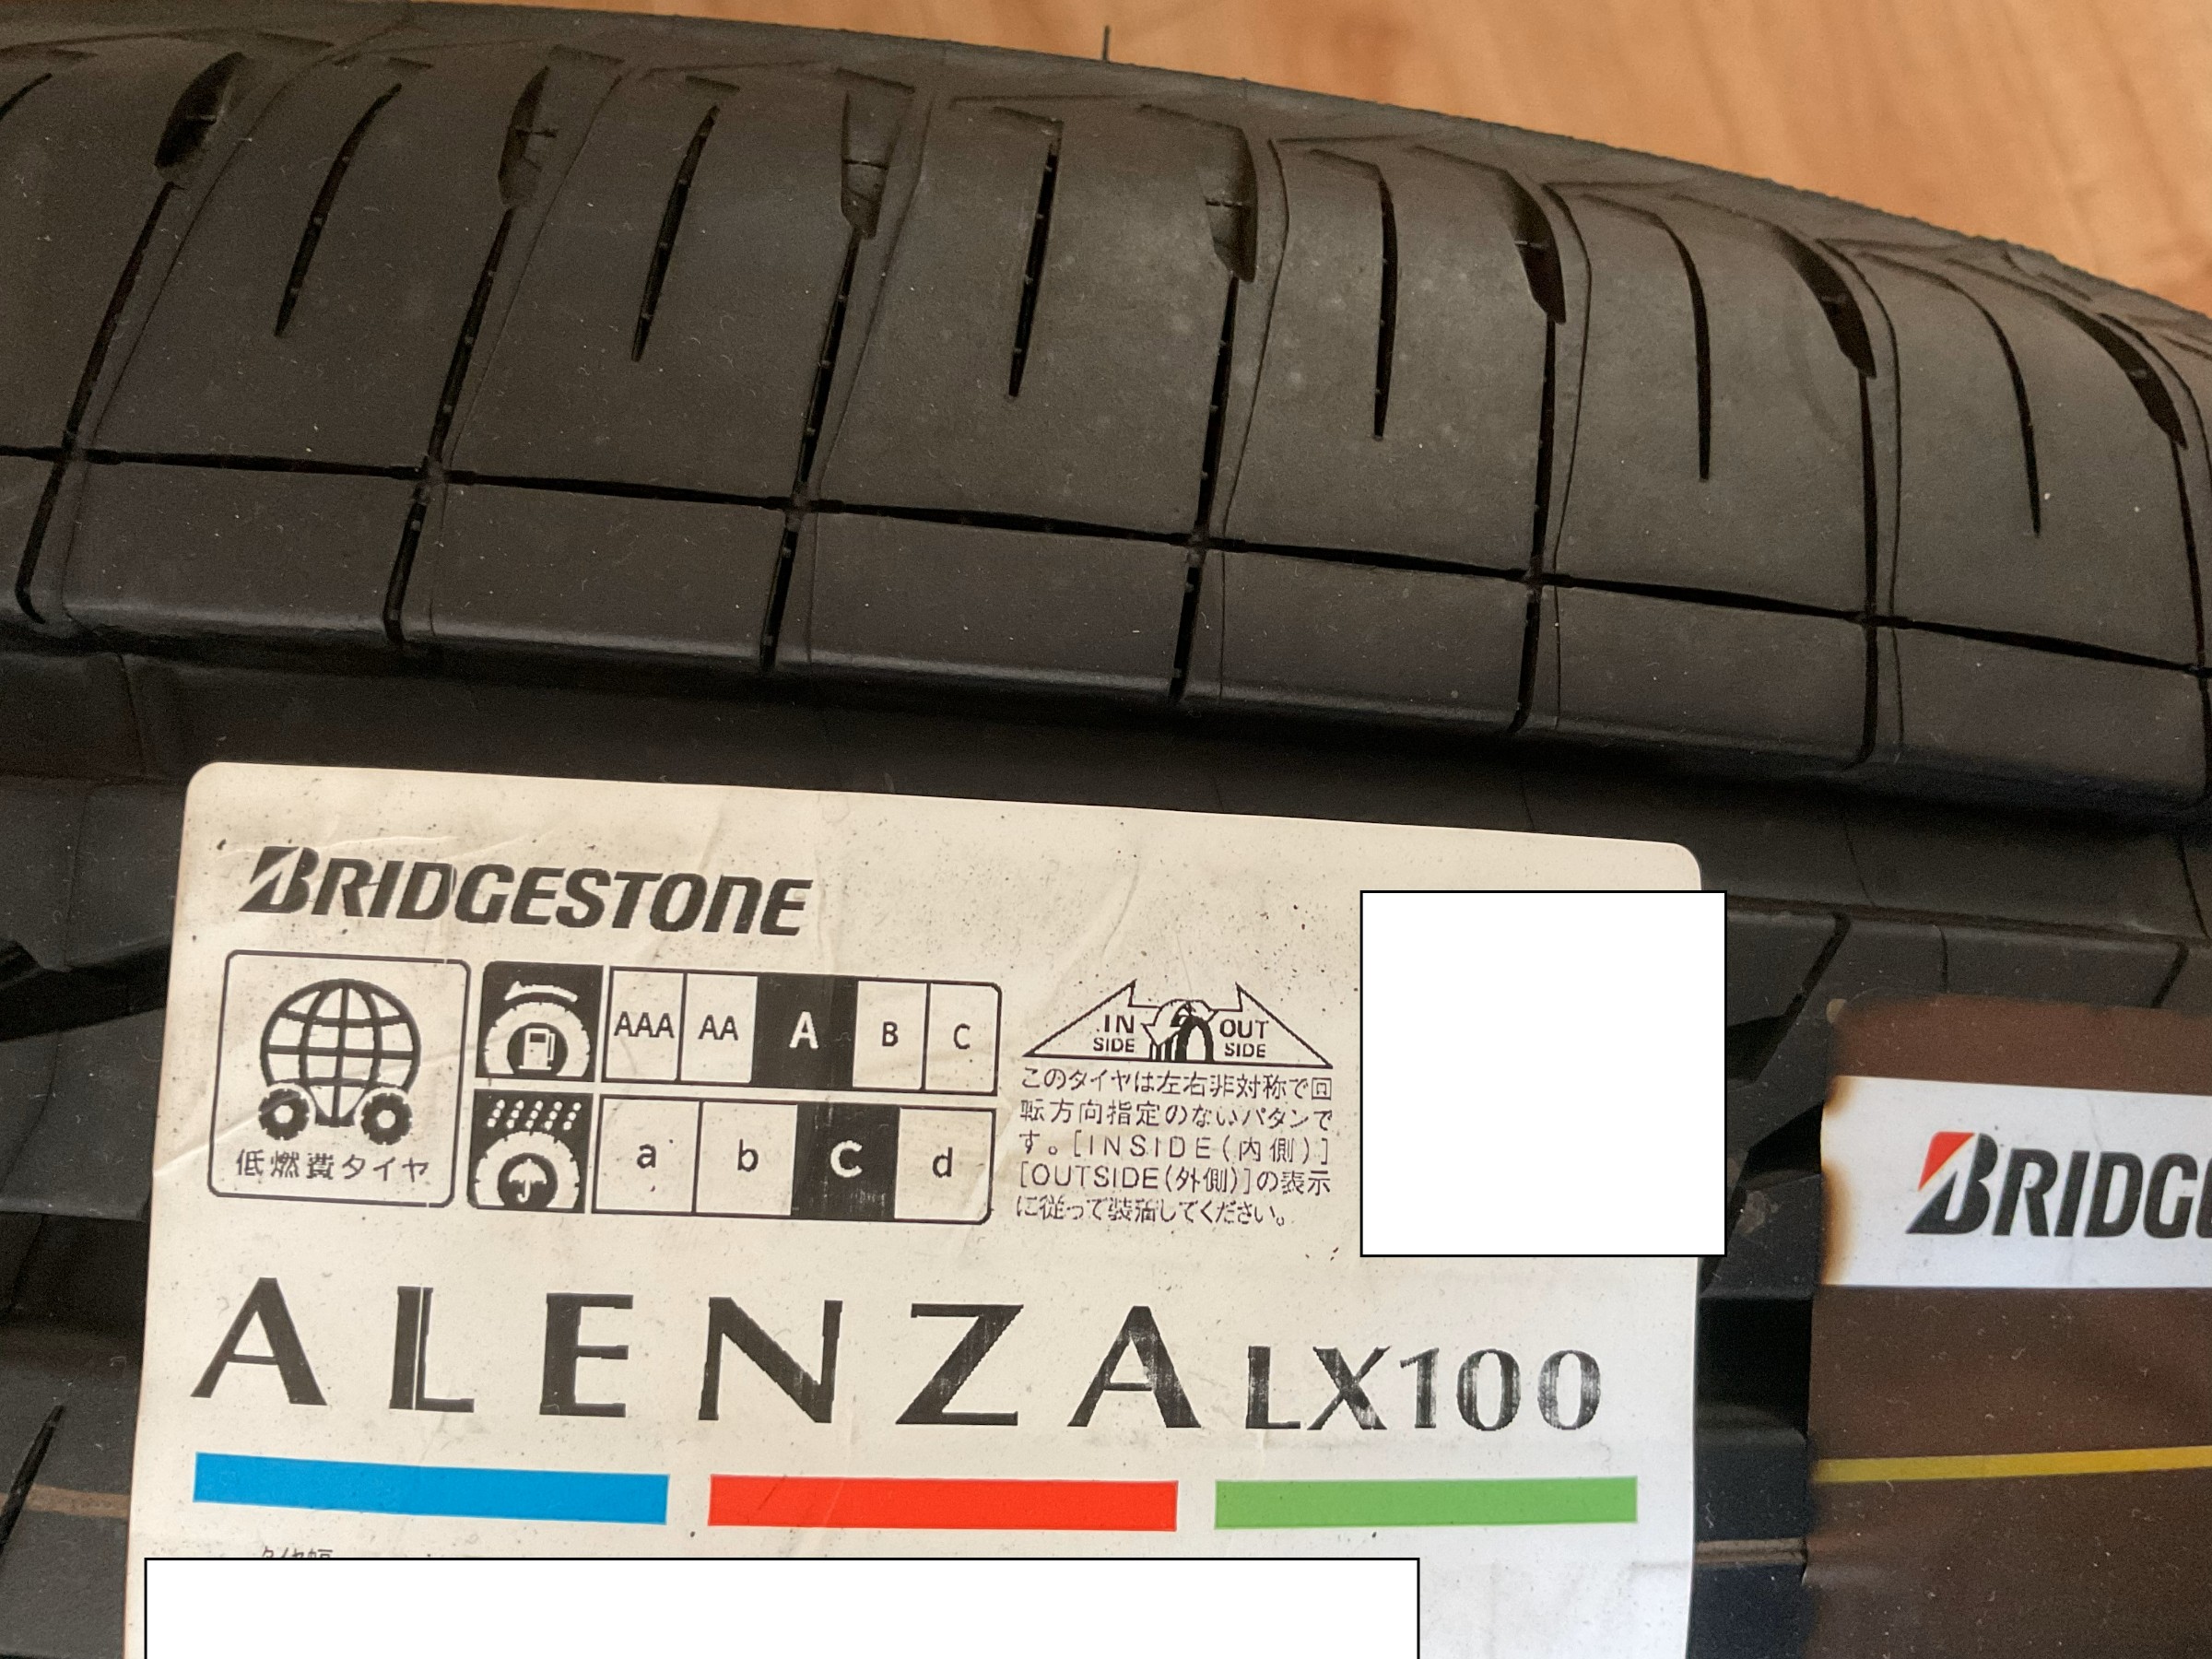 BRIDGESTONE
低燃費タイヤ
AAA AA A B C
a b c d
IN SIDE OUT SIDE
このタイヤは左右非対称で回
転方向指定のないパタンで
す。[INSIDE(内側)]
[OUTSIDE(外側)]の表示
に従って装着してください。
ALENZA LX100
BRIDG